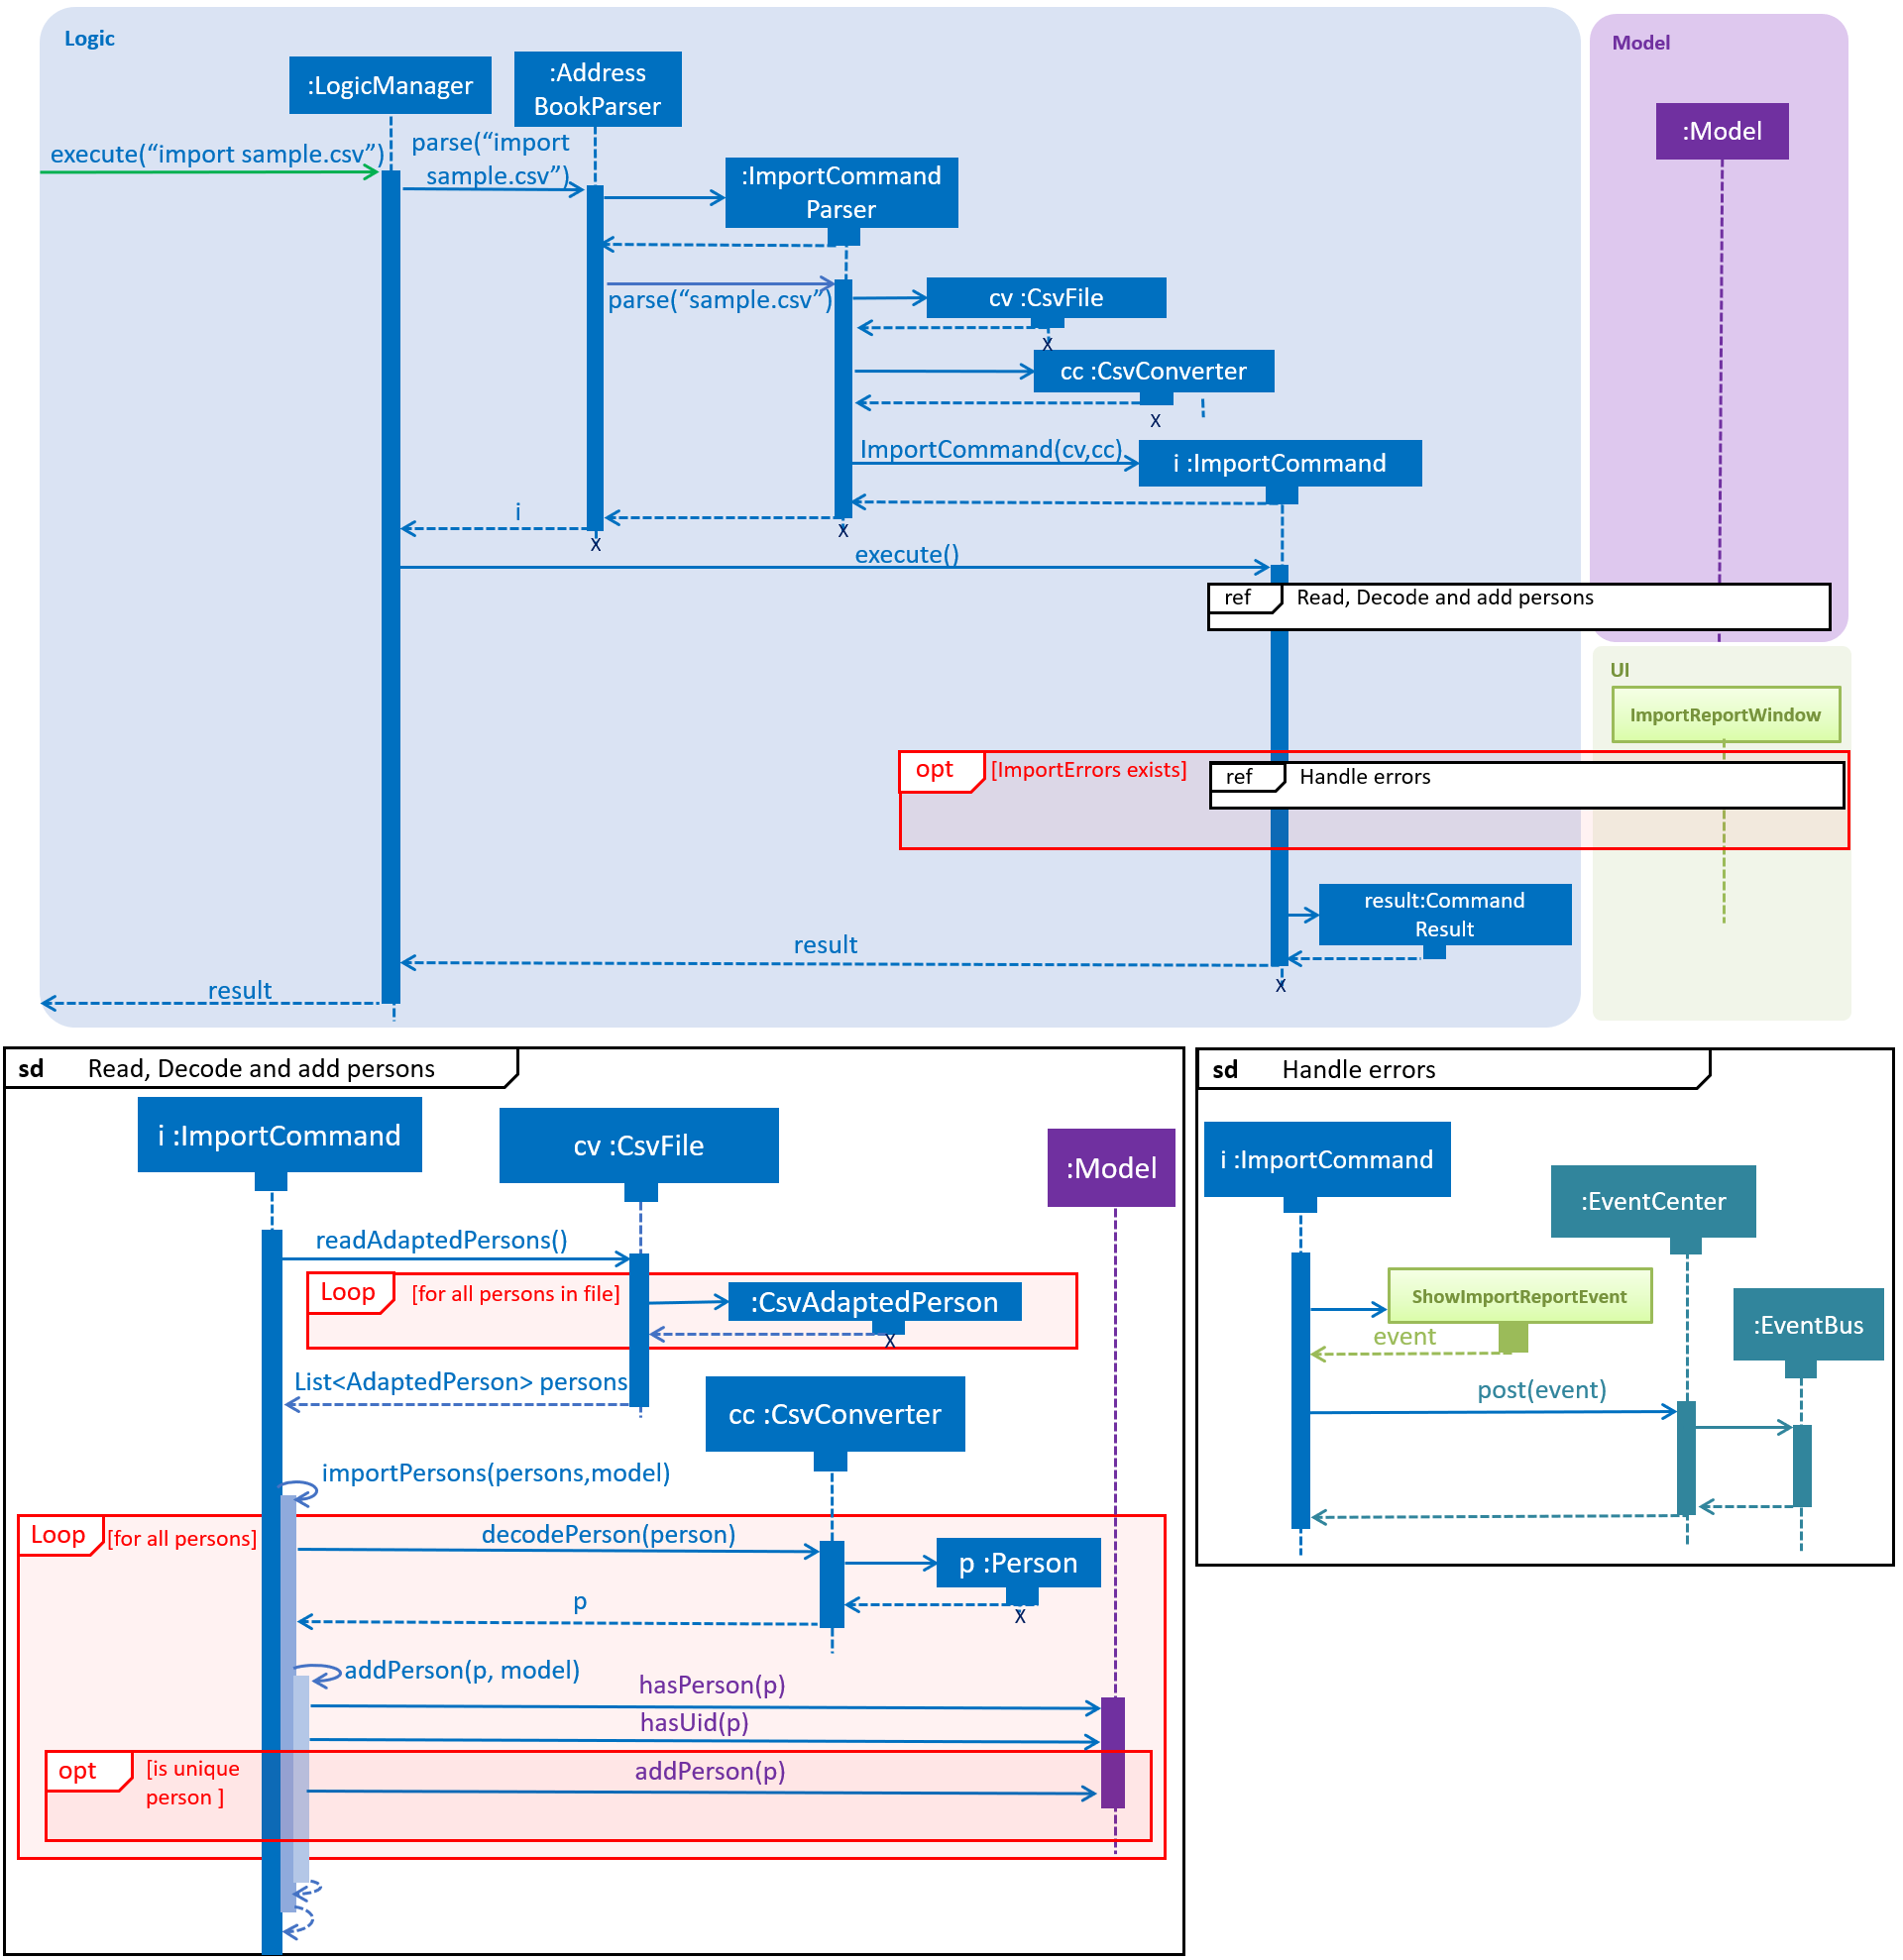 Logic
Model
:LogicManager
:Address
BookParser
:Model
execute(“import sample.csv”)
parse(“import
sample.csv”)
:ImportCommand
Parser
parse(“sample.csv”)
cv :CsvFile
x
cc :CsvConverter
x
ImportCommand(cv,cc)
i :ImportCommand
i
x
x
execute()
ref
Read, Decode and add persons
UI
ImportReportWindow
opt
[ImportErrors exists]
ref
Handle errors
result:Command
Result
result
x
result
sd
Read, Decode and add persons
i :ImportCommand
cv :CsvFile
:Model
readAdaptedPersons()
Loop
[for all persons in file]
:CsvAdaptedPerson
x
List<AdaptedPerson> persons
cc :CsvConverter
importPersons(persons,model)
Loop
[for all persons]
decodePerson(person)
p :Person
p
x
addPerson(p, model)
hasPerson(p)
hasUid(p)
opt
[is unique
person ]
addPerson(p)
sd
Handle errors
i :ImportCommand
:EventCenter
ShowImportReportEvent
:EventBus
event
post(event)